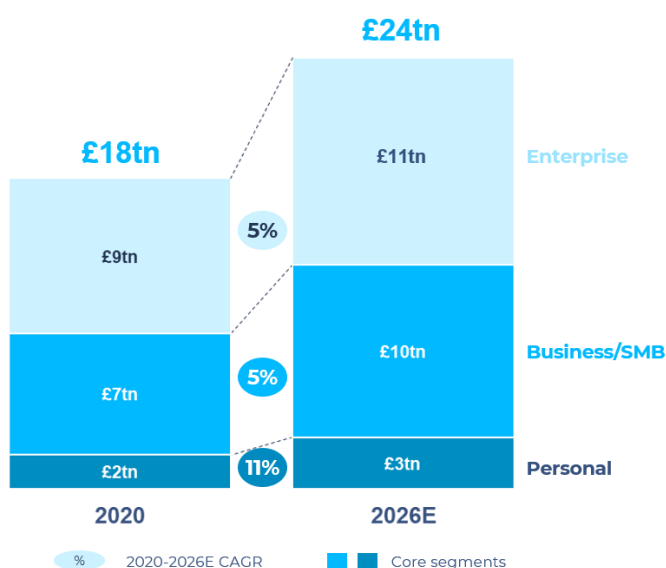 £24tn
£18tn
£11tn
Enterprise
5%
£9tn
Business/SMB
£10tn
5%
£7tn
Personal
£3tn
11%
£2tn
2020
2026E
% 2020-2026E CAGR
Core segments